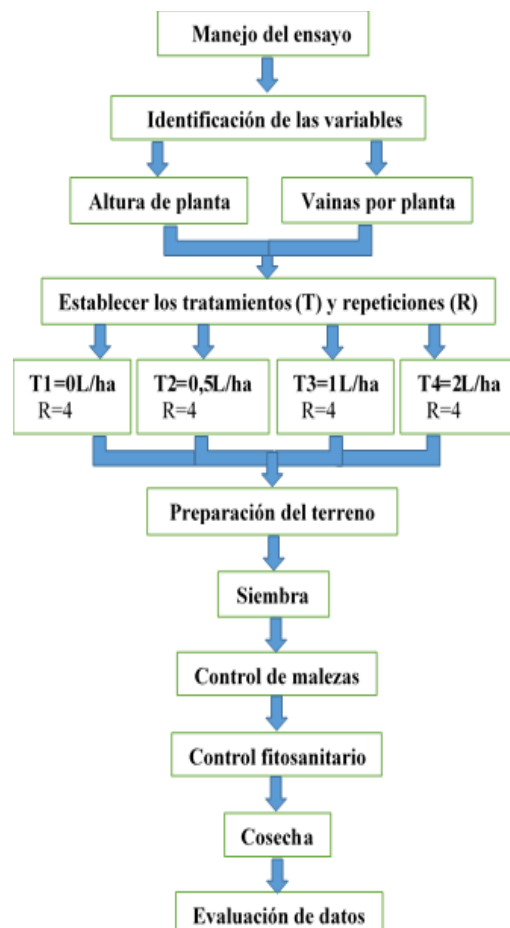 Manejo del ensayo
Identificación de las variables
Altura de planta
Vainas por planta
Establecer los tratamientos (T) y repeticiones (R)
T1=0L/ha
R=4
T2=0,5L/ha
R=4
T3=1L/ha
R=4
T4=2L/ha
R=4
Preparación del terreno
Siembra
Control de malezas
Control fitosanitario
Cosecha
Evaluación de datos